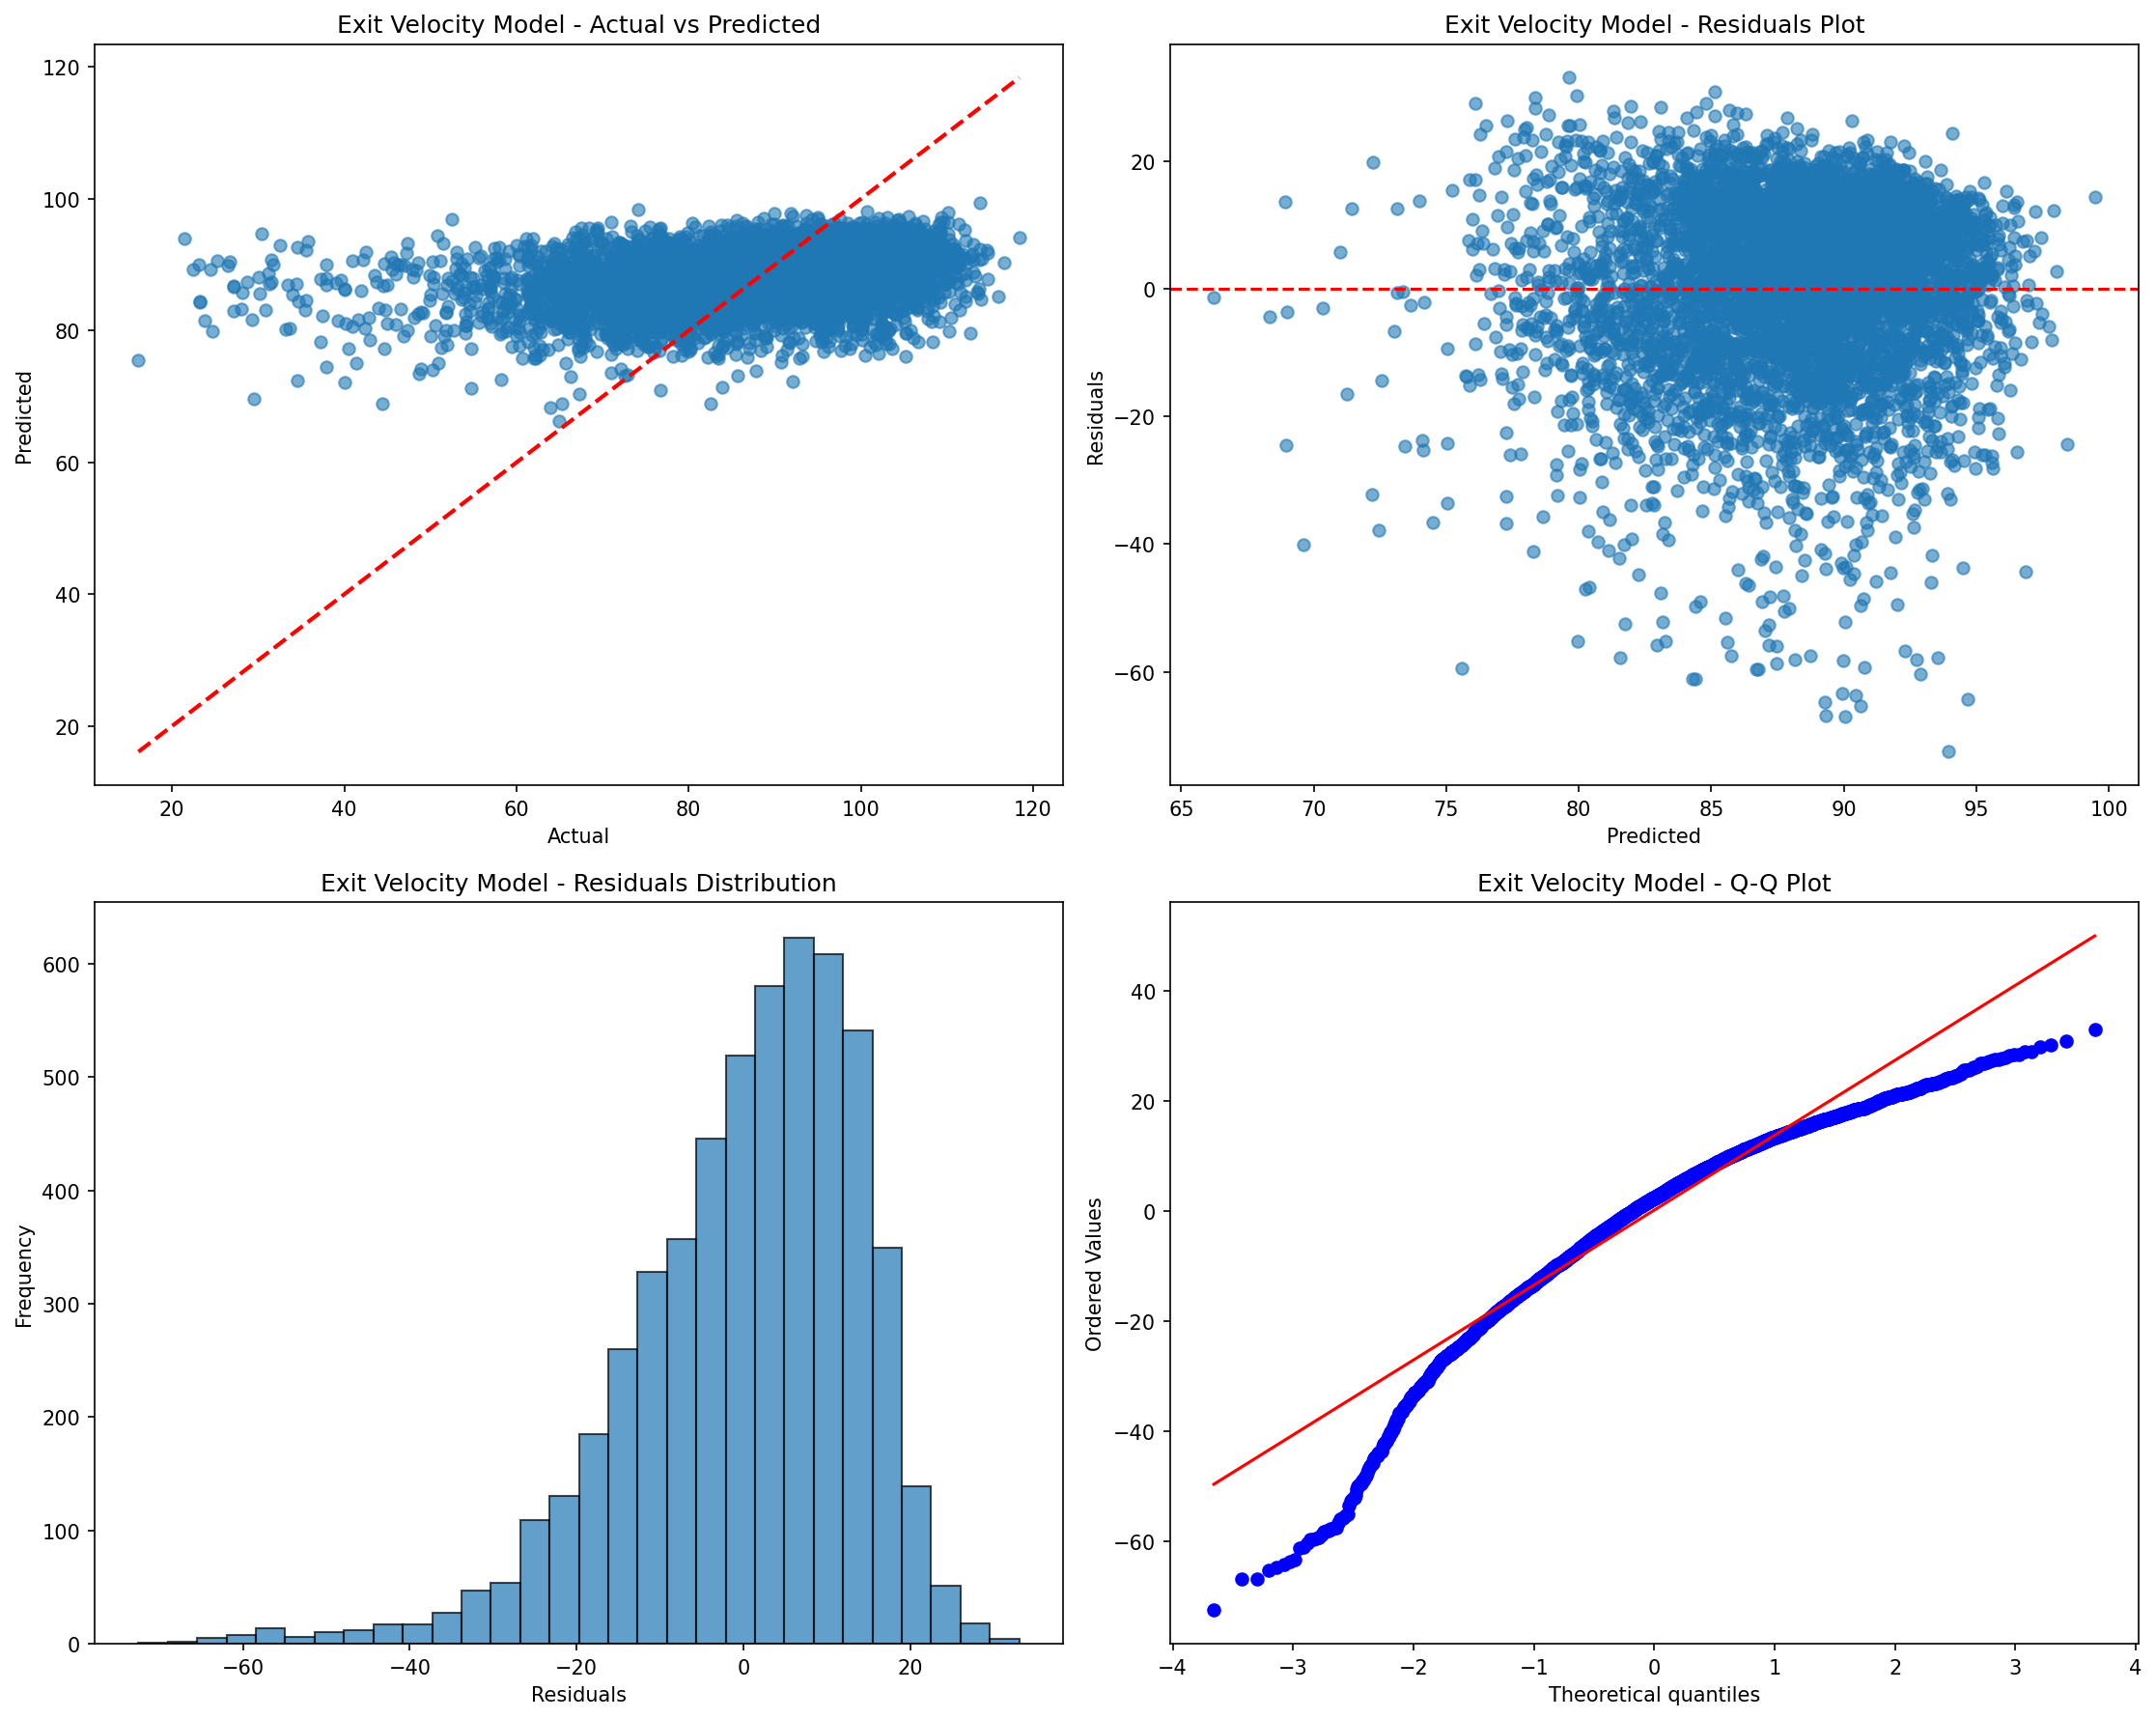 Exit Velocity Model - Actual vs Predicted
120
100
80
60
40
20
Predicted
20 40 60 80 100 120
Actual
Exit Velocity Model - Residuals Plot
20
0
−20
−40
−60
Residuals
65 70 75 80 85 90 95 100
Predicted
Exit Velocity Model - Residuals Distribution
600
500
400
300
200
100
0
Frequency
−60 −40 −20 0 20
Residuals
Exit Velocity Model - Q-Q Plot
40
20
0
−20
−40
−60
Ordered Values
−4 −3 −2 −1 0 1 2 3 4
Theoretical quantiles